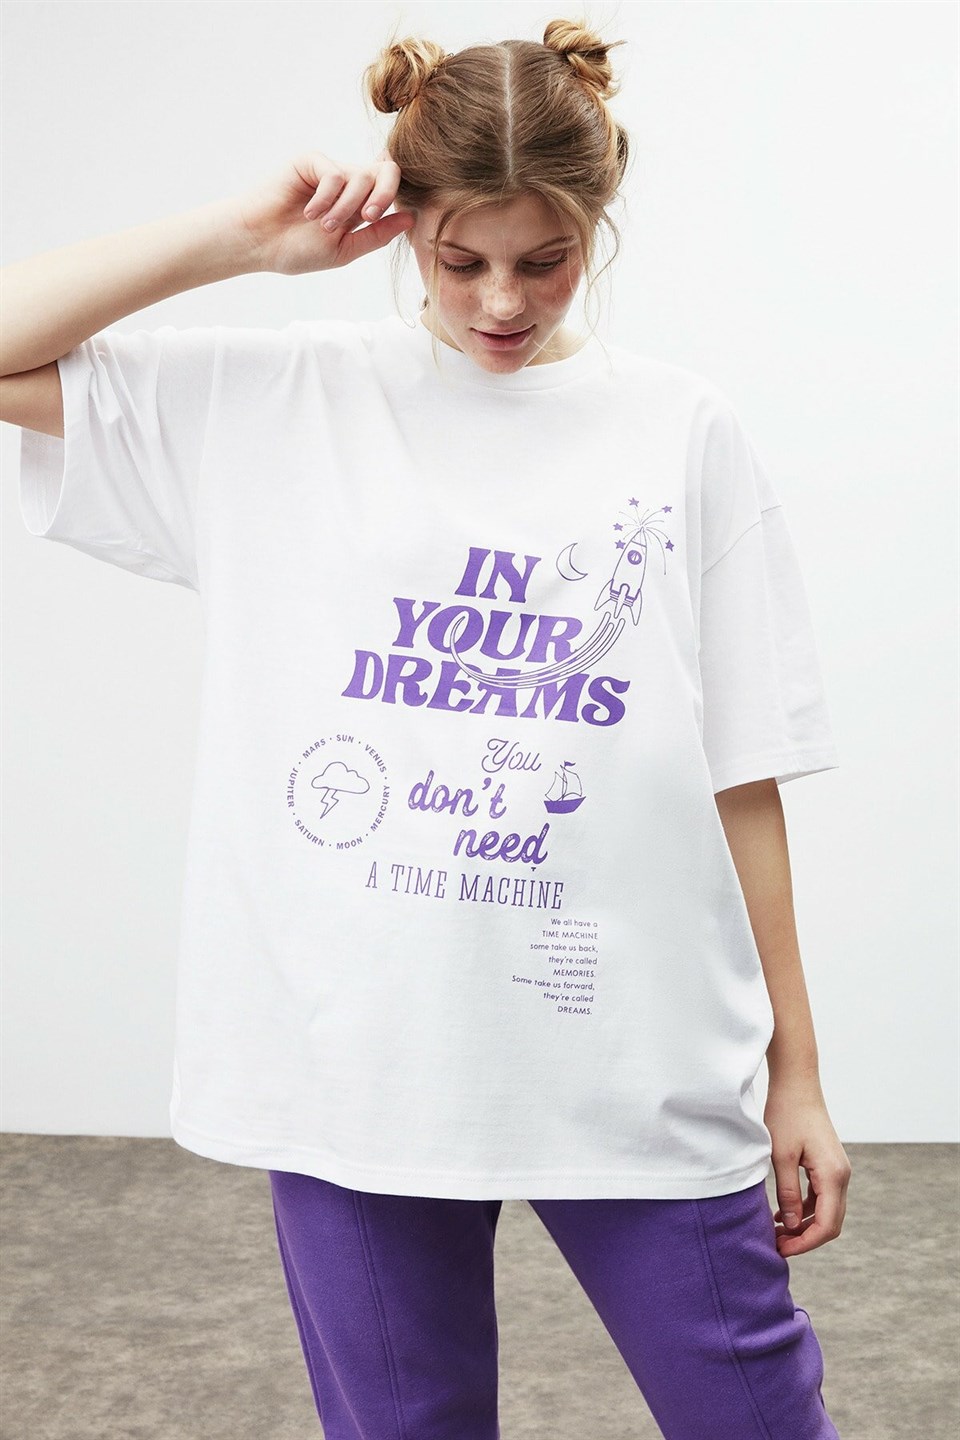 IN
YOUR
DREAMS
MARS · SUN · VENUS · MERCURY · MOON · SATURN · JUPITER ·
You
don't
need
A TIME MACHINE
We all have a
TIME MACHINE
some take us back,
they're called
MEMORIES.
Some take us forward,
they're called
DREAMS.